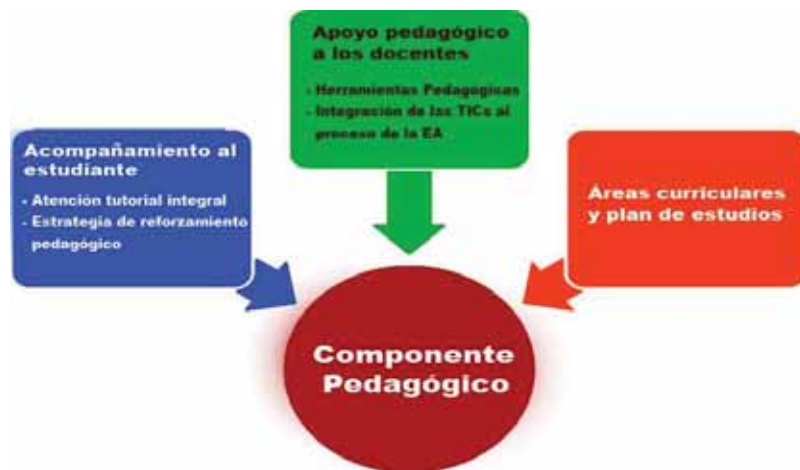 Apoyo pedagógico
a los docentes
- Herramientas Pedagógicas
- Integración de las TICs al
proceso de la EA
Acompañamiento al
estudiante
- Atención tutorial integral
- Estrategia de reforzamiento
pedagógico
Áreas curriculares
y plan de estudios
Componente
Pedagógico